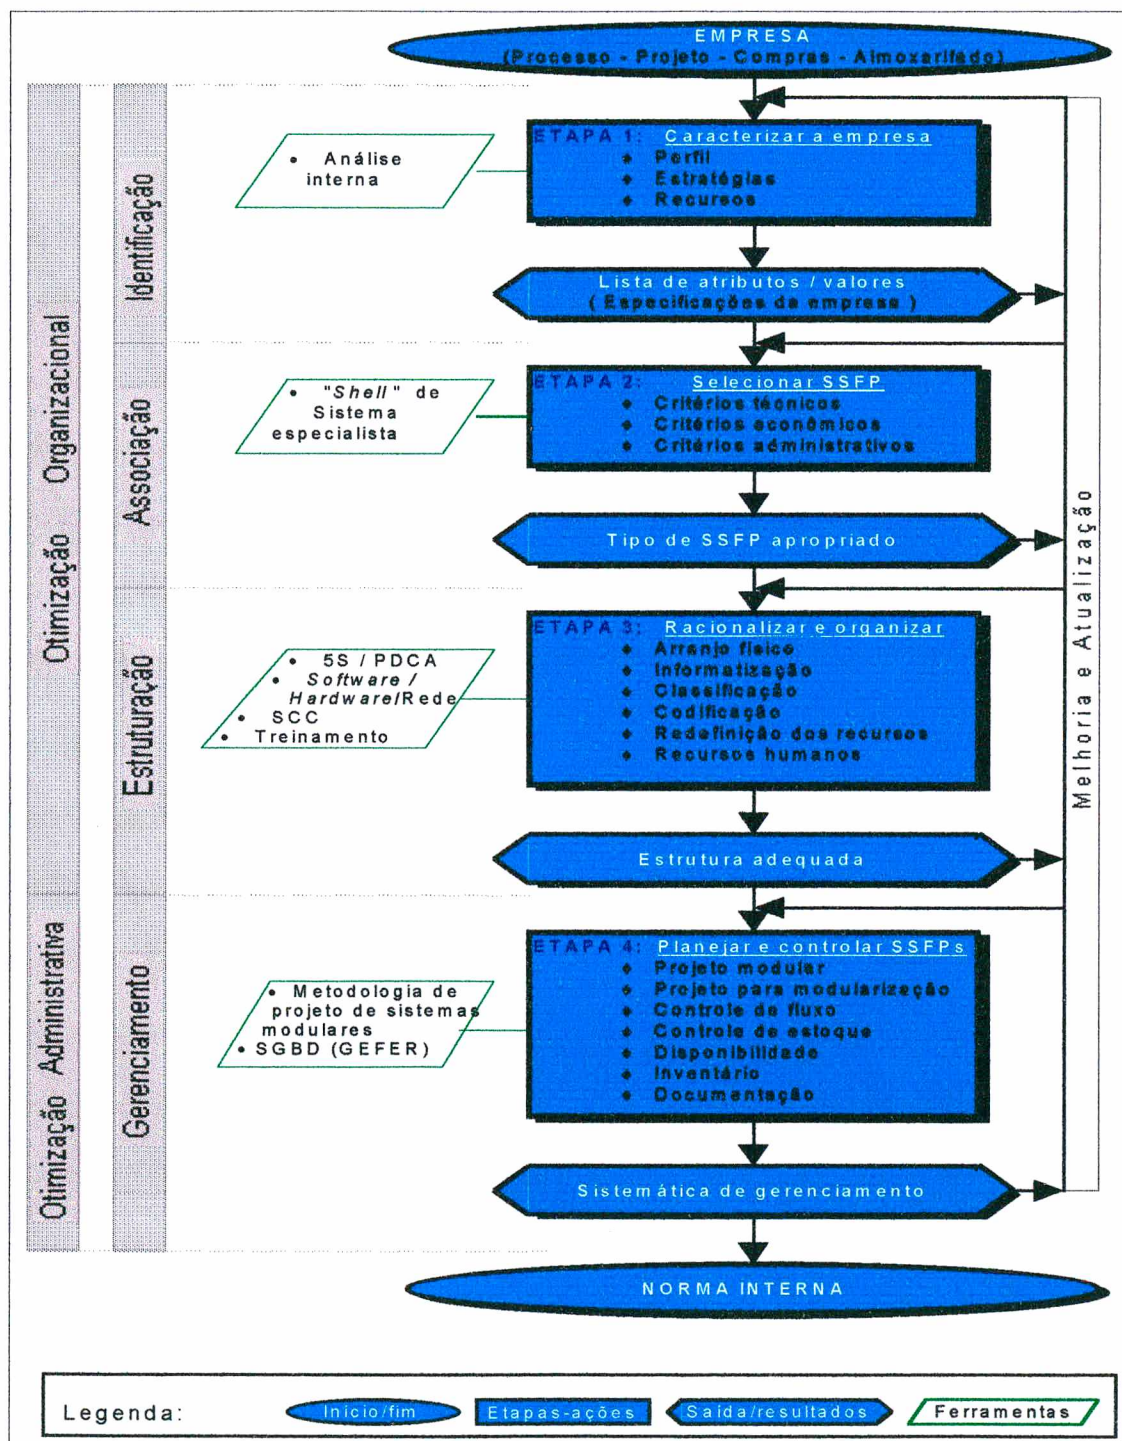 EMPRESA
(Processo - Projeto - Compras - Almoxarifado)
Otimização Organizacional
Otimização Administrativa
Identificação
Associação
Estruturação
Gerenciamento
• Análise
interna
ETAPA 1: Caracterizar a empresa
♦ Perfil
♦ Estratégias
♦ Recursos
Lista de atributos / valores
( Especificações da empresa )
• "Shell" de
Sistema
especialista
ETAPA 2: Selecionar SSFP
♦ Critérios técnicos
♦ Critérios econômicos
♦ Critérios administrativos
Tipo de SSFP apropriado
• 5S / PDCA
• Software /
Hardware/Rede
• SCC
• Treinamento
ETAPA 3: Racionalizar e organizar
♦ Arranjo físico
♦ Informatização
♦ Classificação
♦ Codificação
♦ Redefinição dos recursos
♦ Recursos humanos
Estrutura adequada
• Metodologia de
projeto de sistemas
modulares
• SGBD (GEFER)
ETAPA 4: Planejar e controlar SSFPs
♦ Projeto modular
♦ Projeto para modularização
♦ Controle de fluxo
♦ Controle de estoque
♦ Disponibilidade
♦ Inventário
♦ Documentação
Sistemática de gerenciamento
Melhoria e Atualização
NORMA INTERNA
Legenda: Início/fim Etapas-ações Saída/resultados Ferramentas